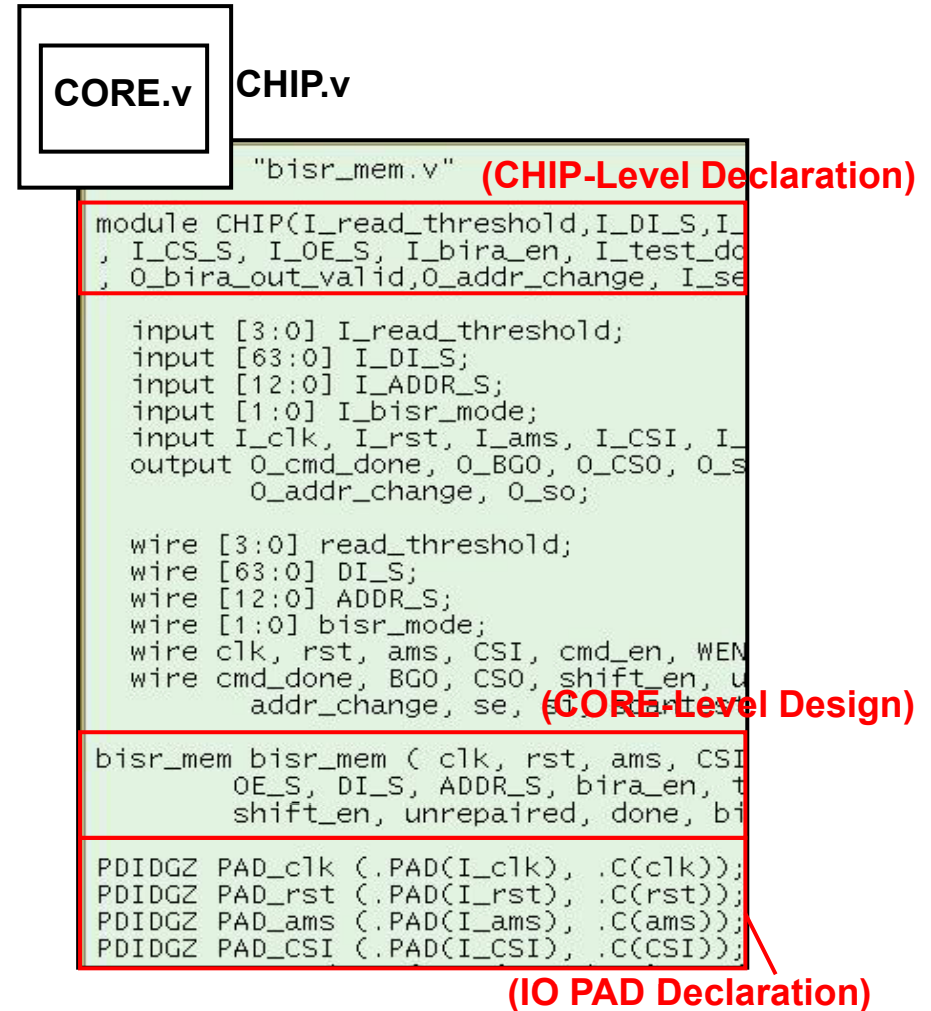 CORE.v
CHIP.v
"bisr_mem.v"
(CHIP-Level Declaration)
module CHIP(I_read_threshold,I_DI_S,I_
, I_CS_S, I_OE_S, I_bira_en, I_test_do
, O_bira_out_valid,O_addr_change, I_se
input [3:0] I_read_threshold;
input [63:0] I_DI_S;
input [12:0] I_ADDR_S;
input [1:0] I_bisr_mode;
input I_clk, I_rst, I_ams, I_CSI, I_
output O_cmd_done, O_BGO, O_CSO, O_s
O_addr_change, O_so;
wire [3:0] read_threshold;
wire [63:0] DI_S;
wire [12:0] ADDR_S;
wire [1:0] bisr_mode;
wire clk, rst, ams, CSI, cmd_en, WEN
wire cmd_done, BGO, CSO, shift_en, u
addr_change, se,
(CORE-Level Design)
bisr_mem bisr_mem ( clk, rst, ams, CSI
OE_S, DI_S, ADDR_S, bira_en, t
shift_en, unrepaired, done, bi
PDIDGZ PAD_clk (.PAD(I_clk), .C(clk));
PDIDGZ PAD_rst (.PAD(I_rst), .C(rst));
PDIDGZ PAD_ams (.PAD(I_ams), .C(ams));
PDIDGZ PAD_CSI (.PAD(I_CSI), .C(CSI));
(IO PAD Declaration)